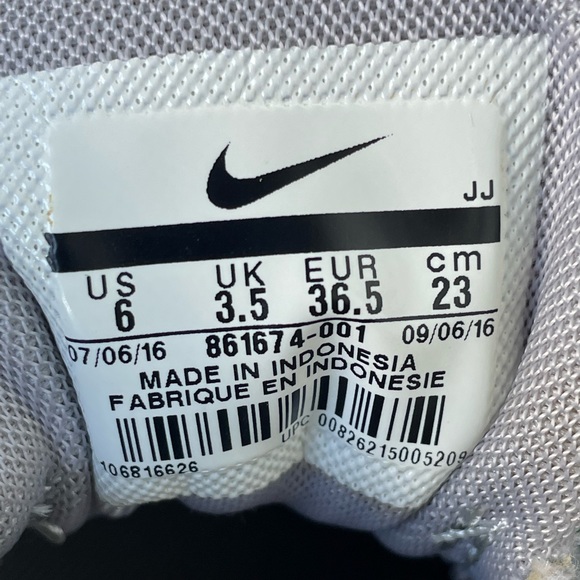 JJ
US UK EUR cm
6 3.5 36.5 23
07/06/16 861674-001 09/06/16
MADE IN INDONESIA
FABRIQUE EN INDONESIE
106816626 UPC 00826215005209